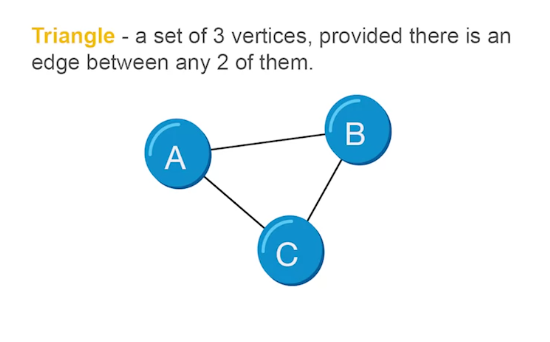 Triangle - a set of 3 vertices, provided there is an
edge between any 2 of them.
A
B
C